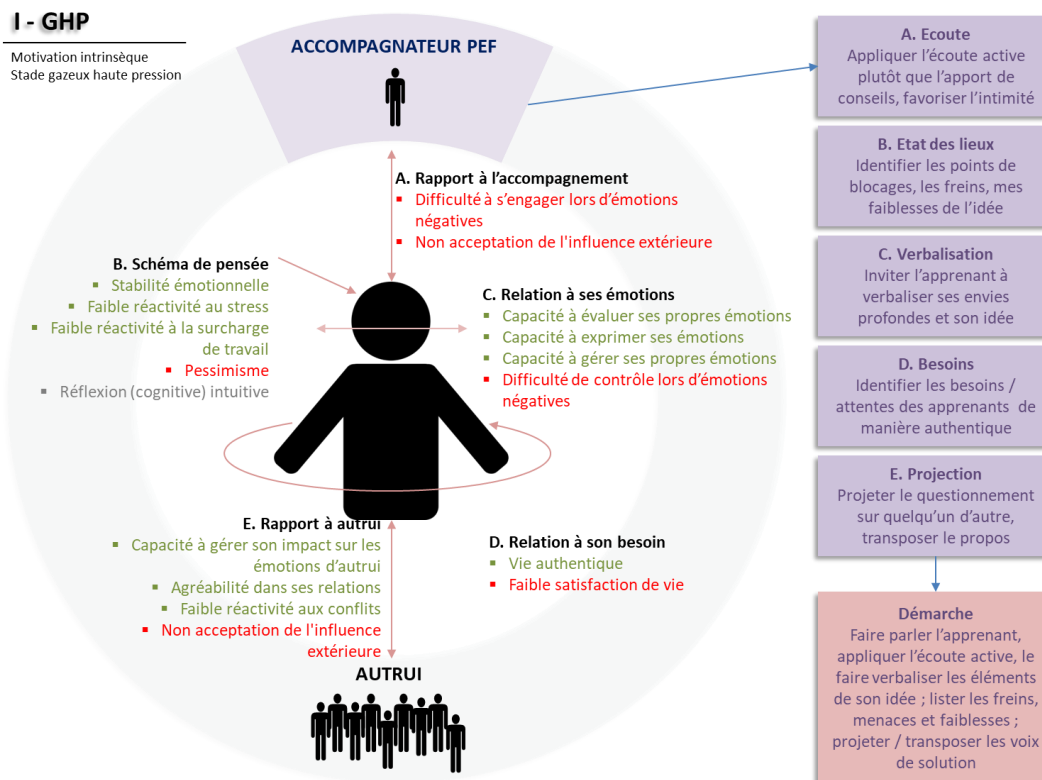 I - GHP
Motivation intrinsèque
Stade gazeux haute pression
ACCOMPAGNATEUR PEF
A. Rapport à l'accompagnement
▪ Difficulté à s'engager lors d'émotions
négatives
▪ Non acceptation de l'influence extérieure
B. Schéma de pensée
▪ Stabilité émotionnelle
▪ Faible réactivité au stress
▪ Faible réactivité à la surcharge
de travail
▪ Pessimisme
▪ Réflexion (cognitive) intuitive
C. Relation à ses émotions
▪ Capacité à évaluer ses propres émotions
▪ Capacité à exprimer ses émotions
▪ Capacité à gérer ses propres émotions
▪ Difficulté de contrôle lors d'émotions
négatives
E. Rapport à autrui
▪ Capacité à gérer son impact sur les
émotions d'autrui
▪ Agréabilité dans ses relations
▪ Faible réactivité aux conflits
▪ Non acceptation de l'influence
extérieure
D. Relation à son besoin
▪ Vie authentique
▪ Faible satisfaction de vie
AUTRUI
A. Ecoute
Appliquer l'écoute active
plutôt que l'apport de
conseils, favoriser l'intimité
B. Etat des lieux
Identifier les points de
blocages, les freins, mes
faiblesses de l'idée
C. Verbalisation
Inviter l'apprenant à
verbaliser ses envies
profondes et son idée
D. Besoins
Identifier les besoins /
attentes des apprenants de
manière authentique
E. Projection
Projeter le questionnement
sur quelqu'un d'autre,
transposer le propos
Démarche
Faire parler l'apprenant,
appliquer l'écoute active, le
faire verbaliser les éléments
de son idée ; lister les freins,
menaces et faiblesses ;
projeter / transposer les voix
de solution